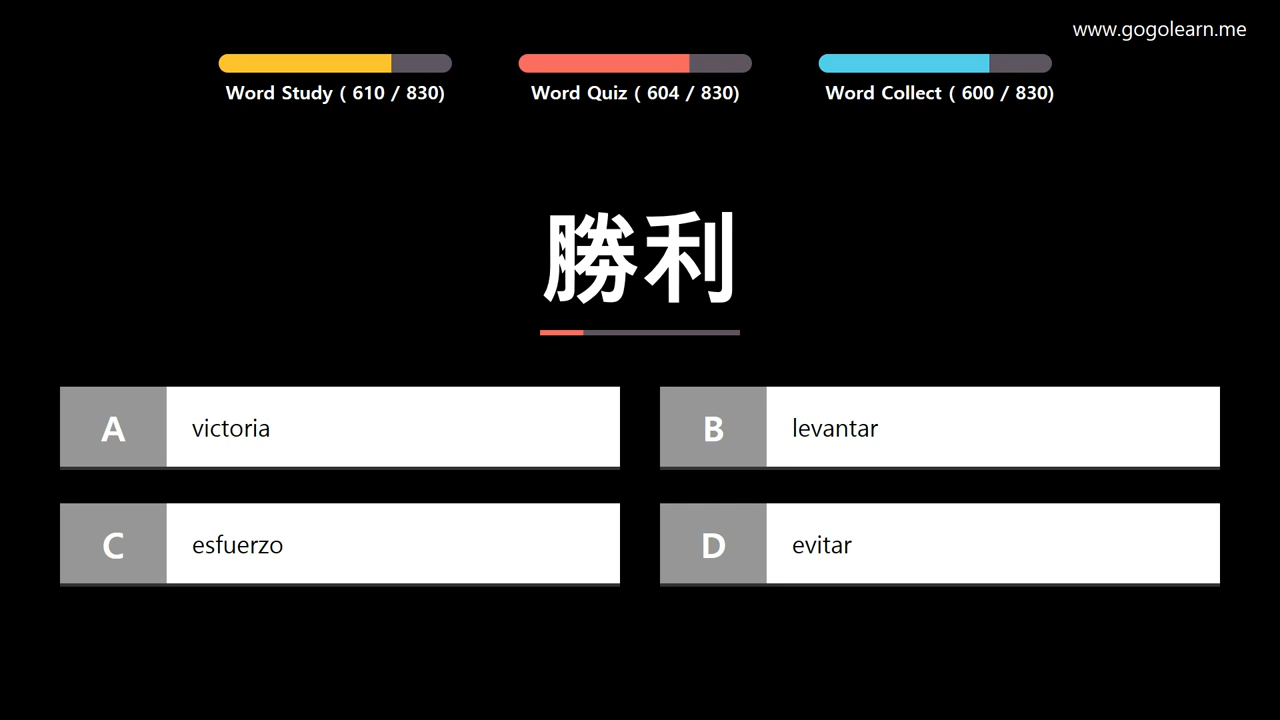 www.gogolearn.me
Word Study ( 610 / 830)
Word Quiz ( 604 / 830)
Word Collect ( 600 / 830)
勝利
A victoria
B levantar
C esfuerzo
D evitar